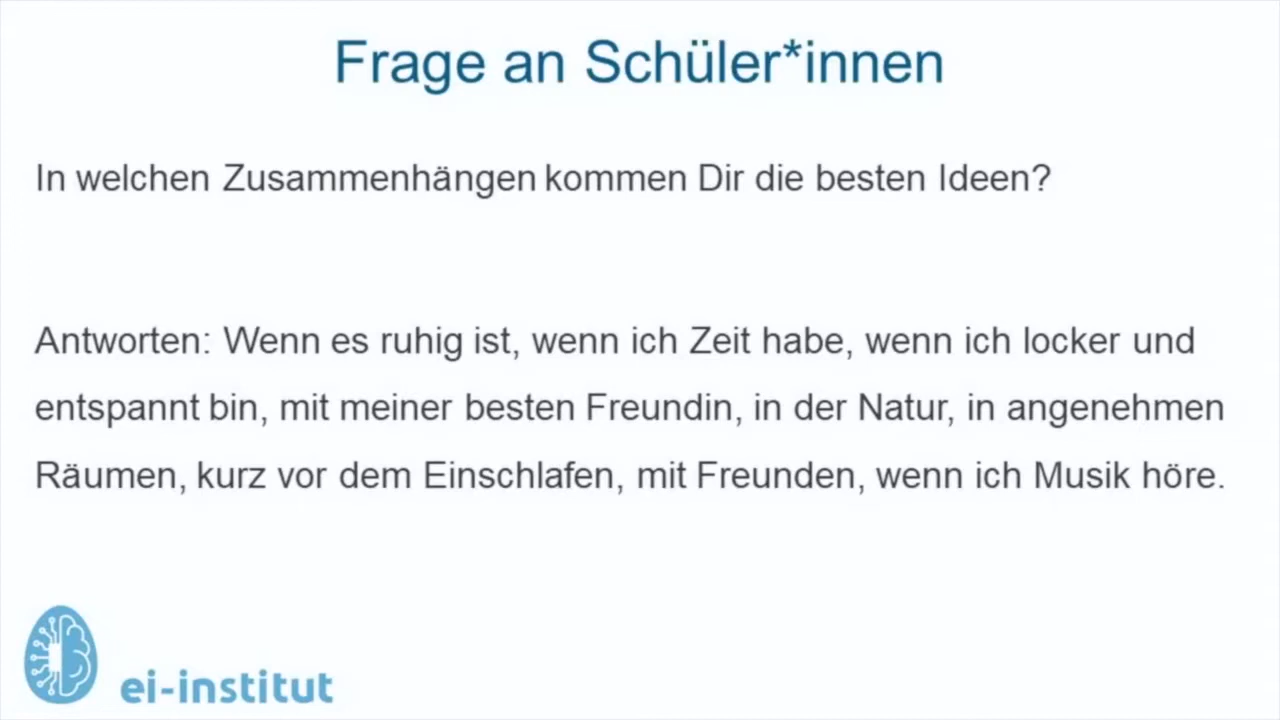 Frage an Schüler*innen
In welchen Zusammenhängen kommen Dir die besten Ideen?
Antworten: Wenn es ruhig ist, wenn ich Zeit habe, wenn ich locker und
entspannt bin, mit meiner besten Freundin, in der Natur, in angenehmen
Räumen, kurz vor dem Einschlafen, mit Freunden, wenn ich Musik höre.
ei-institut